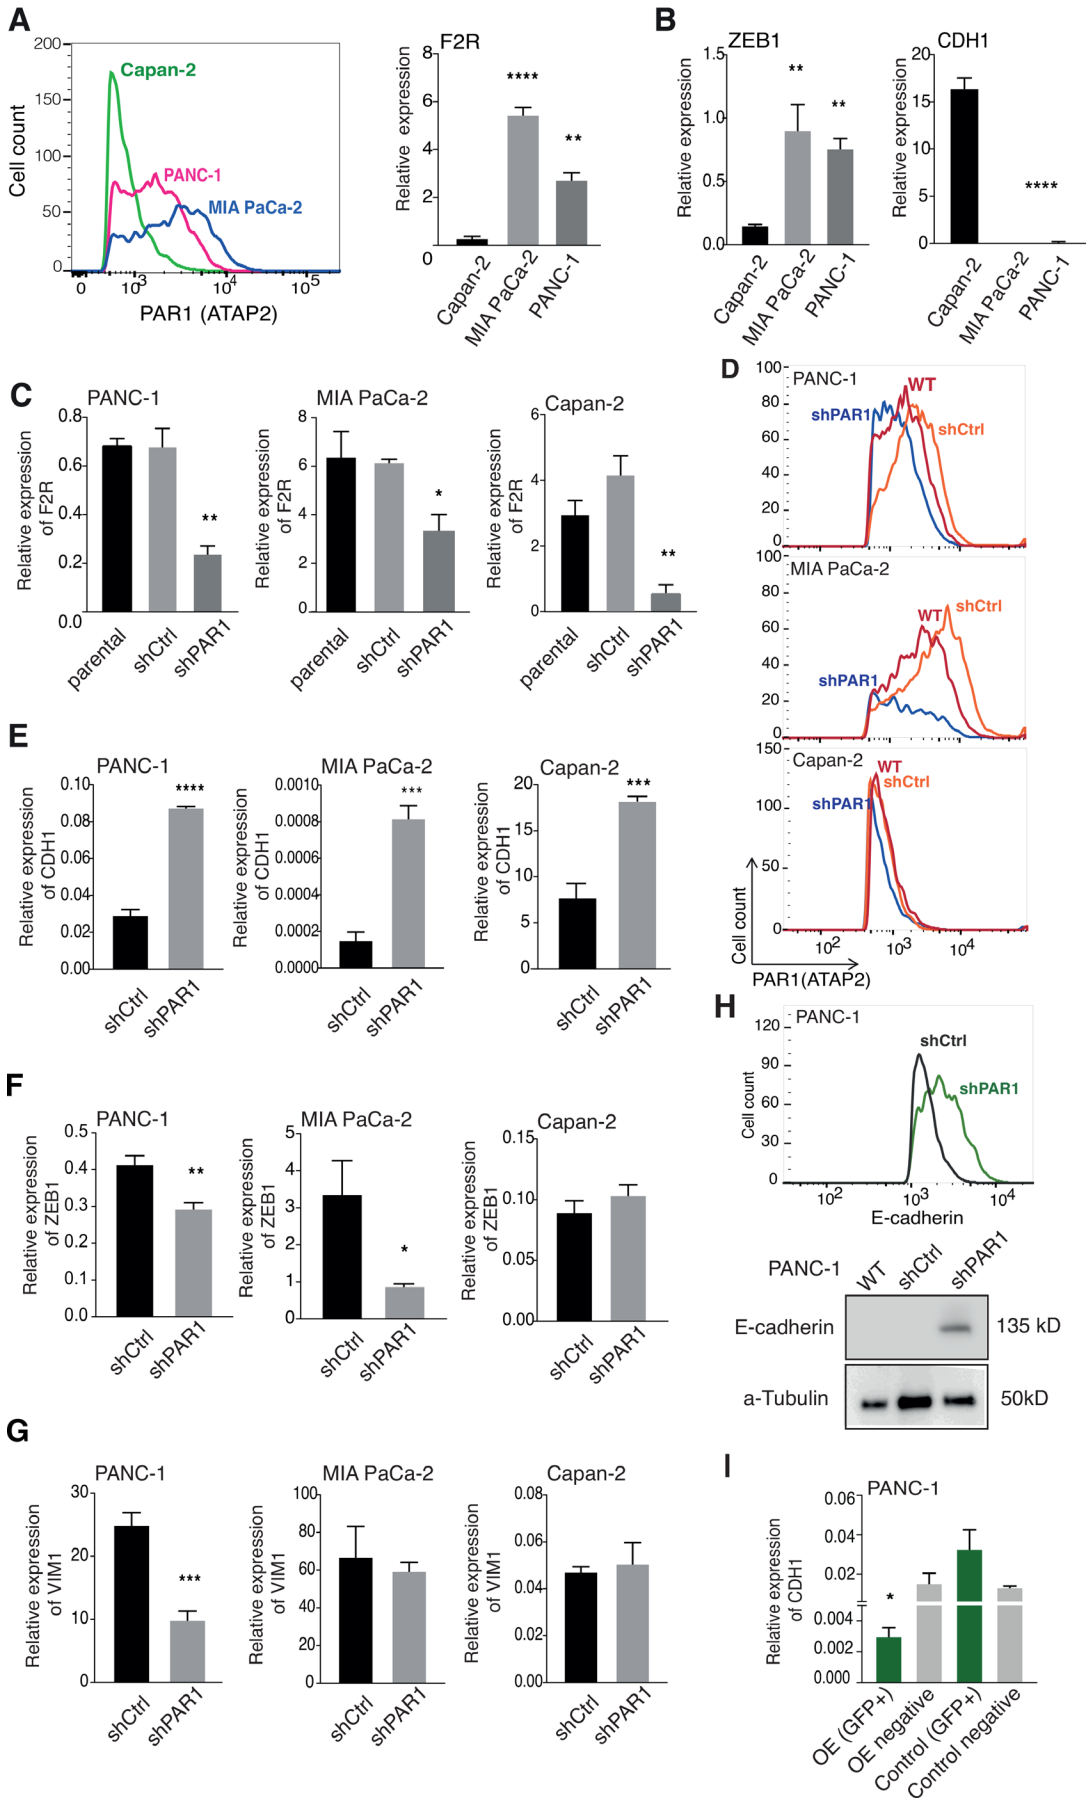 A
200
150
100
50
0
Cell count
Capan-2
PANC-1
MIA PaCa-2
0
10³
10⁴
10⁵
PAR1 (ATAP2)
F2R
8
6
4
2
0
Relative expression
****
**
Capan-2
MIA PaCa-2
PANC-1
B
ZEB1
1.5
1.0
0.5
0.0
Relative expression
**
**
Capan-2
MIA PaCa-2
PANC-1
CDH1
20
15
10
5
0
Relative expression
****
Capan-2
MIA PaCa-2
PANC-1
C
PANC-1
0.8
0.6
0.4
0.2
0.0
Relative expression
of F2R
**
parental
shCtrl
shPAR1
MIA PaCa-2
8
6
4
2
0
Relative expression
of F2R
*
parental
shCtrl
shPAR1
Capan-2
6
4
2
0
Relative expression
of F2R
**
parental
shCtrl
shPAR1
D
PANC-1
100
80
60
40
20
0
WT
shPAR1
shCtrl
MIA PaCa-2
100
80
60
40
20
0
shCtrl
WT
shPAR1
Capan-2
150
100
50
0
WT
shCtrl
shPAR1
10²
10³
10⁴
Cell count
PAR1(ATAP2)
E
PANC-1
0.10
0.08
0.06
0.04
0.02
0.00
Relative expression
of CDH1
****
shCtrl
shPAR1
MIA PaCa-2
0.0010
0.0008
0.0006
0.0004
0.0002
0.0000
Relative expression
of CDH1
***
shCtrl
shPAR1
Capan-2
20
15
10
5
0
Relative expression
of CDH1
***
shCtrl
shPAR1
F
PANC-1
0.5
0.4
0.3
0.2
0.1
0.0
Relative expression
of ZEB1
**
shCtrl
shPAR1
MIA PaCa-2
5
4
3
2
1
0
Relative expression
of ZEB1
*
shCtrl
shPAR1
Capan-2
0.15
0.10
0.05
0.00
Relative expression
of ZEB1
shCtrl
shPAR1
G
PANC-1
30
20
10
0
Relative expression
of VIM1
***
shCtrl
shPAR1
MIA PaCa-2
100
80
60
40
20
0
Relative expression
of VIM1
shCtrl
shPAR1
Capan-2
0.08
0.06
0.04
0.02
0.00
Relative expression
of VIM1
shCtrl
shPAR1
H
PANC-1
120
90
60
30
0
Cell count
shCtrl
shPAR1
10²
10³
10⁴
E-cadherin
PANC-1
WT
shCtrl
shPAR1
E-cadherin
135 kD
a-Tubulin
50kD
I
PANC-1
0.06
0.04
0.02
0.004
0.002
0.000
Relative expression
of CDH1
*
OE (GFP+)
OE negative
Control (GFP+)
Control negative